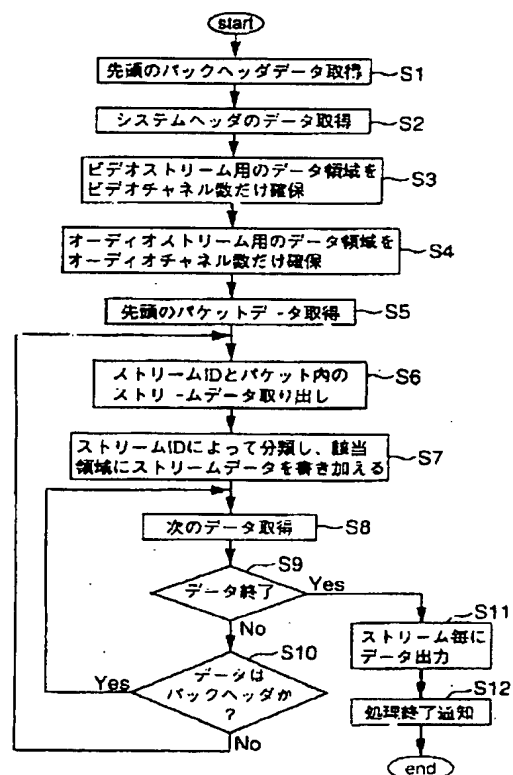 start
先頭のパックヘッダデータ取得
S1
システムヘッダのデータ取得
S2
ビデオストリーム用のデータ領域を
ビデオチャネル数だけ確保
S3
オーディオストリーム用のデータ領域を
オーディオチャネル数だけ確保
S4
先頭のパケットデータ取得
S5
ストリームIDとパケット内の
ストリームデータ取り出し
S6
ストリームIDによって分類し、該当
領域にストリームデータを書き加える
S7
次のデータ取得
S8
S9
データ終了
Yes
No
S10
データは
パックヘッダか
?
Yes
No
S11
ストリーム毎に
データ出力
S12
処理終了通知
end